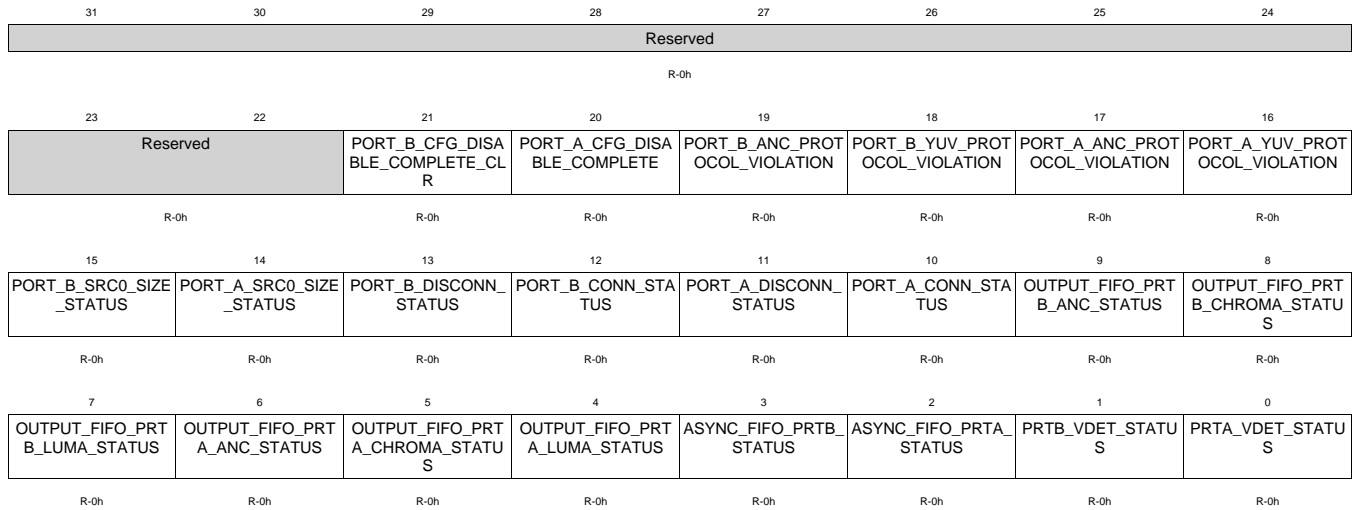 31 30 29 28 27 26 25 24
Reserved
R-0h
23 22 21 20 19 18 17 16
Reserved PORT_B_CFG_DISA PORT_A_CFG_DISA PORT_B_ANC_PROT PORT_B_YUV_PROT PORT_A_ANC_PROT PORT_A_YUV_PROT
BLE_COMPLETE_CL BLE_COMPLETE OCOL_VIOLATION OCOL_VIOLATION OCOL_VIOLATION OCOL_VIOLATION
R
R-0h R-0h R-0h R-0h R-0h R-0h R-0h
15 14 13 12 11 10 9 8
PORT_B_SRC0_SIZE PORT_A_SRC0_SIZE PORT_B_DISCONN_ PORT_B_CONN_STA PORT_A_DISCONN_ PORT_A_CONN_STA OUTPUT_FIFO_PRT OUTPUT_FIFO_PRT
_STATUS _STATUS STATUS TUS STATUS TUS B_ANC_STATUS B_CHROMA_STATU
S
R-0h R-0h R-0h R-0h R-0h R-0h R-0h R-0h
7 6 5 4 3 2 1 0
OUTPUT_FIFO_PRT OUTPUT_FIFO_PRT OUTPUT_FIFO_PRT OUTPUT_FIFO_PRT ASYNC_FIFO_PRTB_ ASYNC_FIFO_PRTA_ PRTB_VDET_STATU PRTA_VDET_STATU
B_LUMA_STATUS A_ANC_STATUS A_CHROMA_STATU A_LUMA_STATUS STATUS STATUS S S
S
R-0h R-0h R-0h R-0h R-0h R-0h R-0h R-0h